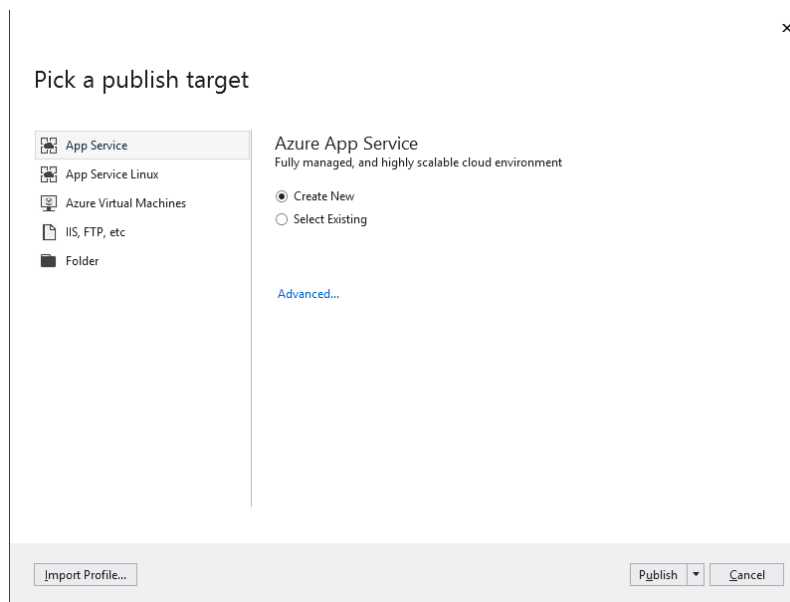 Pick a publish target
App Service
App Service Linux
Azure Virtual Machines
IIS, FTP, etc
Folder
Azure App Service
Fully managed, and highly scalable cloud environment
Create New
Select Existing
Advanced...
Import Profile...
Publish
Cancel